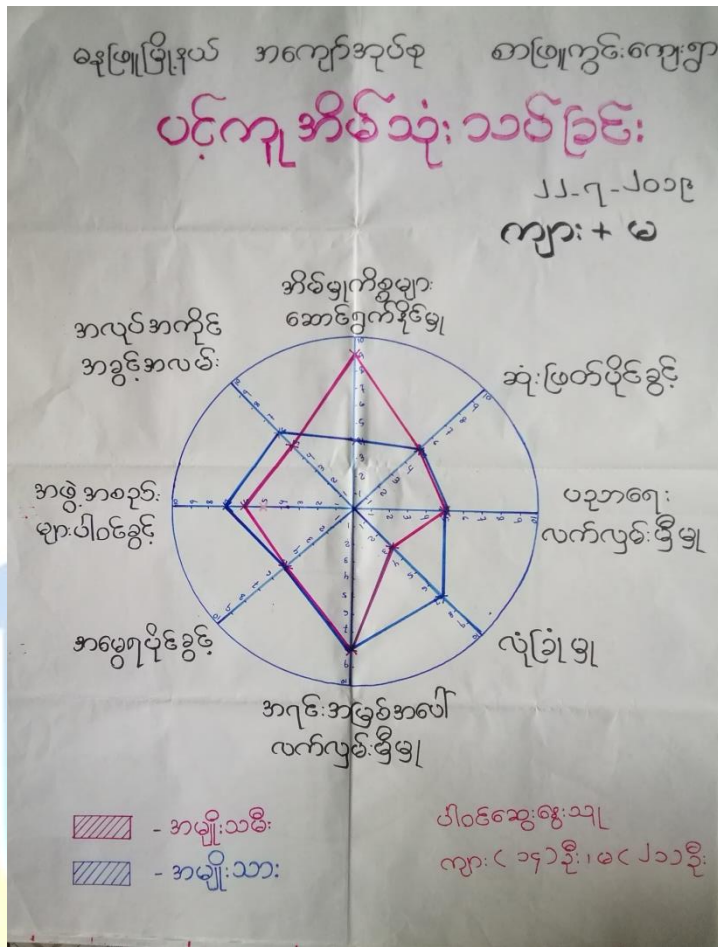 ဓနုဖြူမြို့နယ် အကျော်အုပ်စု စာဖြူကွင်းကျေးရွာ
ပင့်ကူအိမ်သုံးသပ်ခြင်း
၂၂-၇-၂၀၁၉
ကျား + မ
အိမ်မှုကိစ္စများ
ဆောင်ရွက်နိုင်မှု
အလုပ်အကိုင်
အခွင့်အလမ်း
ဆုံးဖြတ်ပိုင်ခွင့်
အဖွဲ့အစည်း
များပါဝင်ခွင့်
ပညာရေး
လက်လှမ်းမှီမှု
အမွေရပိုင်ခွင့်
လုံခြုံမှု
အရင်းအမြစ်အပေါ်
လက်လှမ်းမှီမှု
- အမျိုးသမီး
- အမျိုးသား
ပါဝင်ဆွေးနွေးသူ
ကျား (၁၄) ဦး၊ မ (၂၁) ဦး